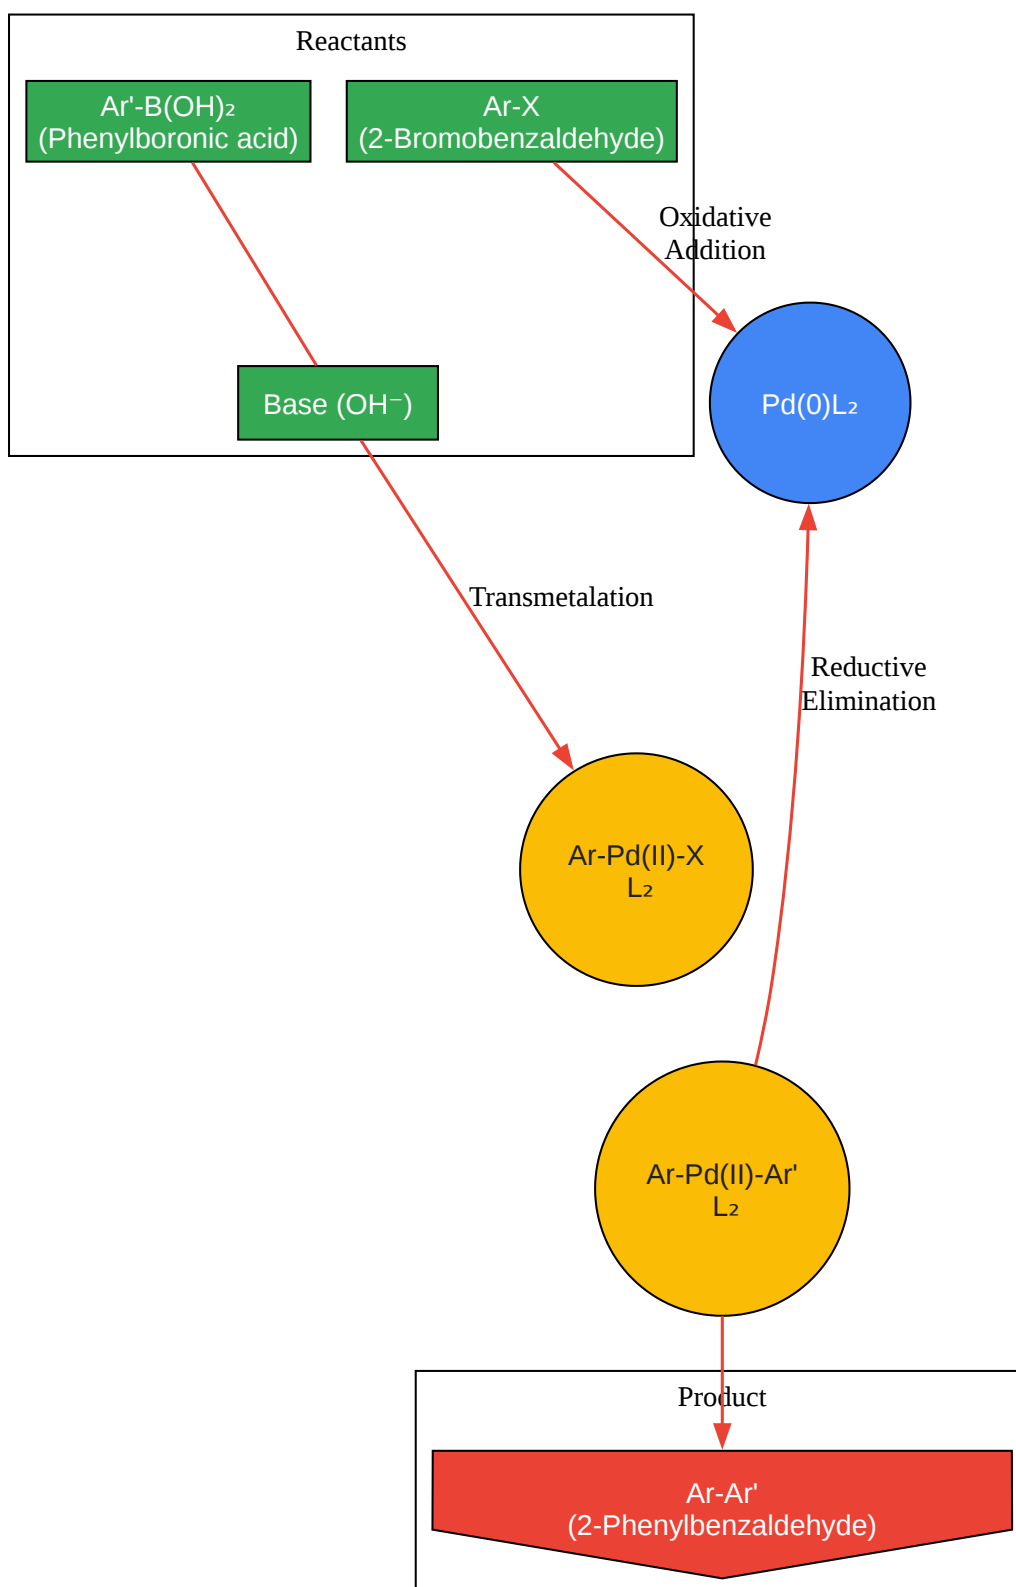 Reactants
Ar'-B(OH)₂
(Phenylboronic acid)
Ar-X
(2-Bromobenzaldehyde)
Oxidative
Addition
Base (OH⁻)
Pd(0)L₂
Transmetalation
Reductive
Elimination
Ar-Pd(II)-X
L₂
Ar-Pd(II)-Ar'
L₂
Product
Ar-Ar'
(2-Phenylbenzaldehyde)